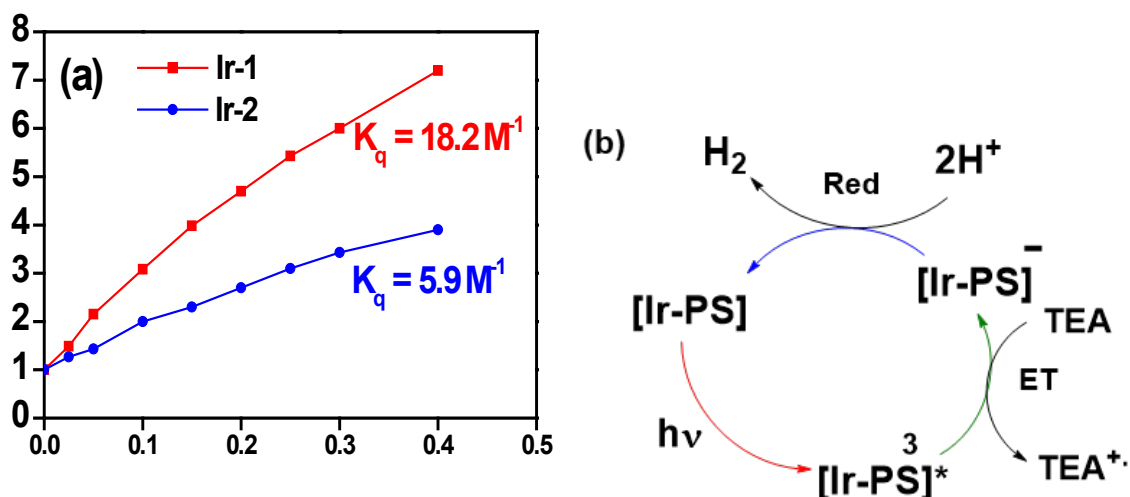 (a)
Ir-1
Ir-2
8
7
6
5
4
3
2
1
0
K_q = 18.2 M⁻¹
K_q = 5.9 M⁻¹
0.0 0.1 0.2 0.3 0.4 0.5
(b)
H₂
Red
2H⁺
[Ir-PS]
[Ir-PS]⁻
TEA
ET
hν
³[Ir-PS]*
TEA⁺·